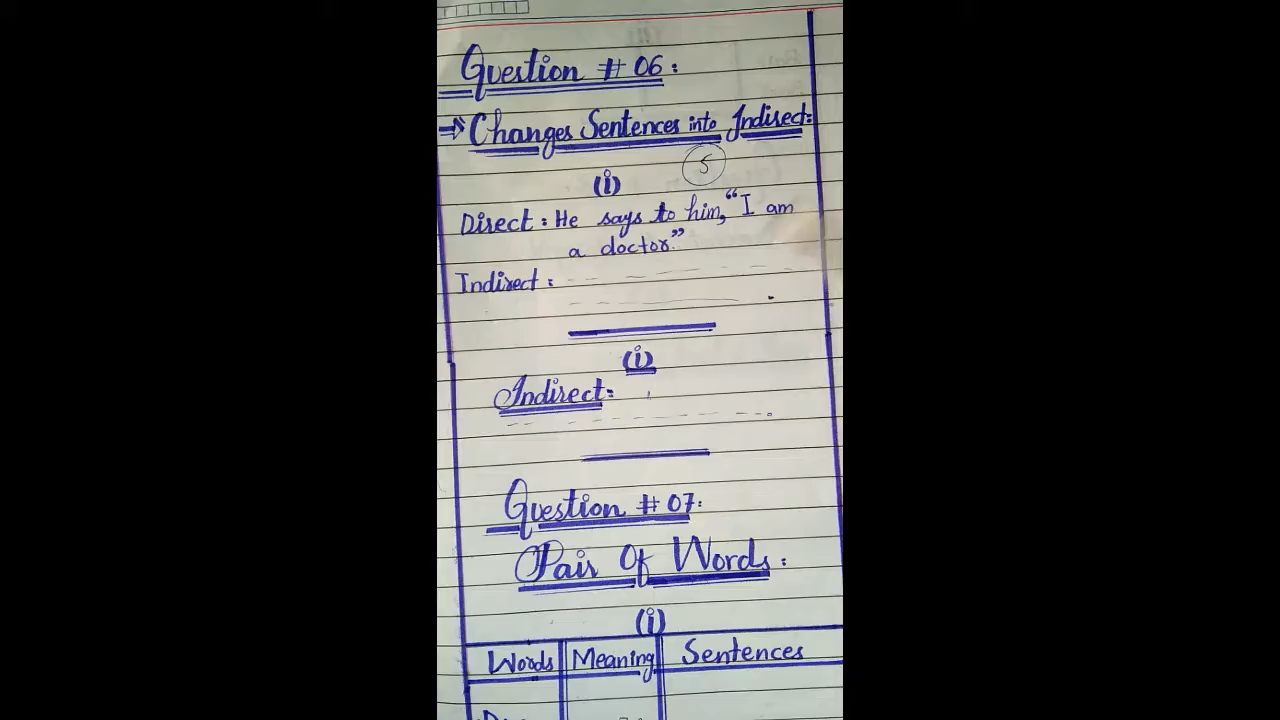 Question # 06:
⇒ Changes Sentences into Indirect:
5
(i)
Direct: He says to him, "I am
a doctor."
Indirect:
(i)
Indirect:
Question # 07:
Pair Of Words:
(i)
Words Meaning Sentences